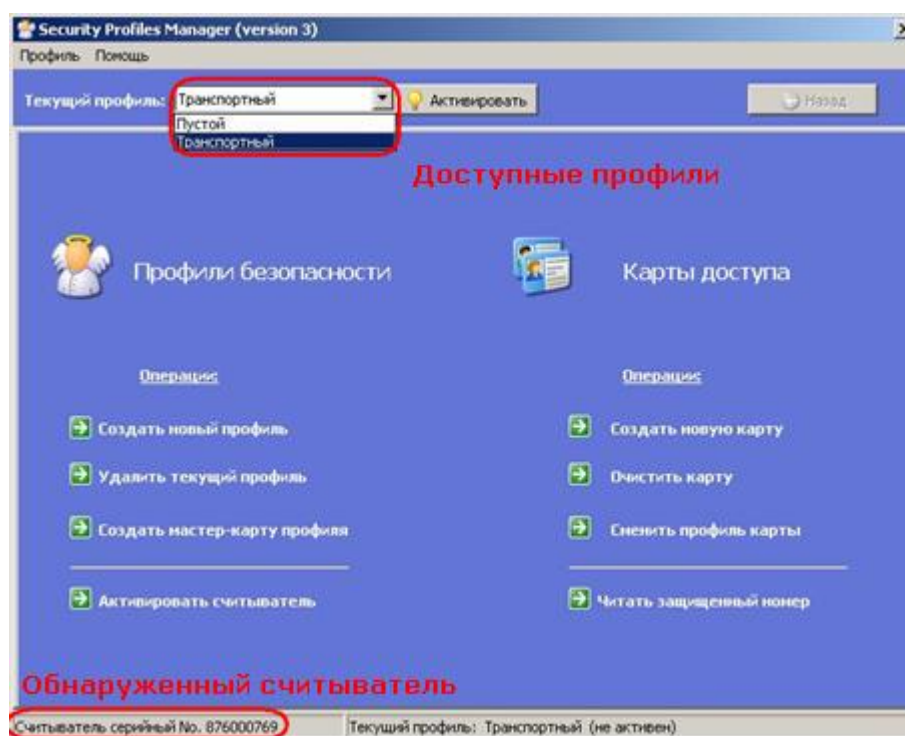 Security Profiles Manager (version 3)
Профиль Помощь
Текущий профиль: Транспортный Активировать Назад
Пустой
Транспортный
Доступные профили
Профили безопасности Карты доступа
Операции: Операции:
Создать новый профиль Создать новую карту
Удалить текущий профиль Очистить карту
Создать мастер-карту профиля Сменить профиль карты
Активировать считыватель Читать защищенный номер
Обнаруженный считыватель
Считыватель серийный No. 876000769 Текущий профиль: Транспортный (не активен)